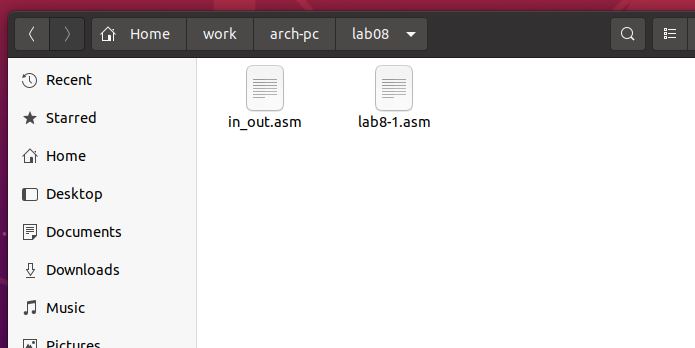 Home work arch-pc lab08
Recent
Starred
Home
Desktop
Documents
Downloads
Music
Pictures
in_out.asm lab8-1.asm